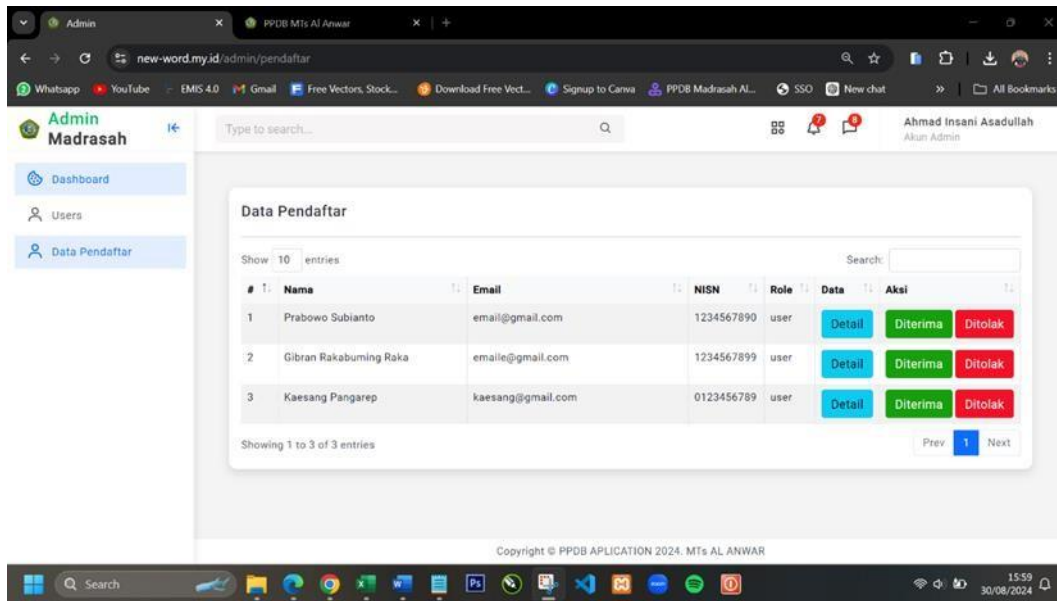 Admin
PPDB MTs Al Anwar
new-word.my.id/admin/pendaftar
Whatsapp YouTube EMIS 4.0 Gmail Free Vectors, Stock... Download Free Vect... Signup to Canva PPDB Madrasah Al... SSO New chat » All Bookmarks
Admin
Madrasah
Type to search...
7
8
Ahmad Insani Asadullah
Akun Admin
Dashboard
Users
Data Pendaftar
Data Pendaftar
Show 10 entries
Search:
# Nama Email NISN Role Data Aksi
1 Prabowo Subianto email@gmail.com 1234567890 user Detail Diterima Ditolak
2 Gibran Rakabuming Raka emaile@gmail.com 1234567899 user Detail Diterima Ditolak
3 Kaesang Pangarep kaesang@gmail.com 0123456789 user Detail Diterima Ditolak
Showing 1 to 3 of 3 entries
Prev 1 Next
Copyright © PPDB APLICATION 2024. MTs AL ANWAR
Search
Ps
15:59
30/08/2024